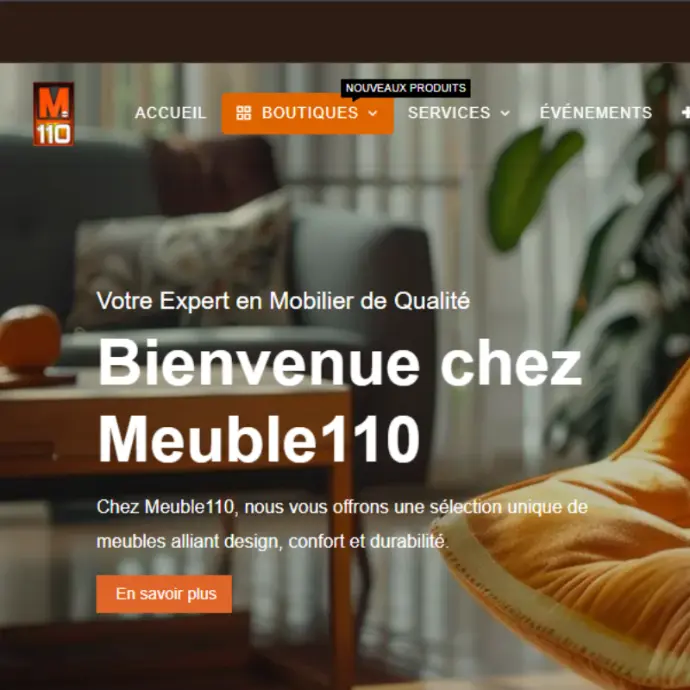 NOUVEAUX PRODUITS
M.
110
ACCUEIL BOUTIQUES SERVICES ÉVÉNEMENTS
Votre Expert en Mobilier de Qualité
Bienvenue chez
Meuble110
Chez Meuble110, nous vous offrons une sélection unique de
meubles alliant design, confort et durabilité.
En savoir plus